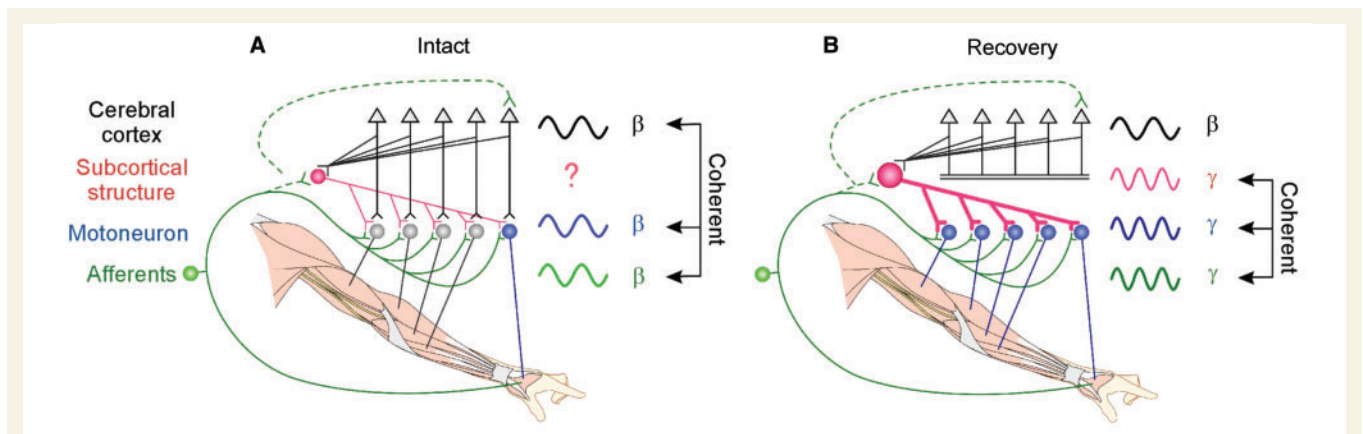 A Intact
Cerebral
cortex
Subcortical
structure
Motoneuron
Afferents
β
?
β
β
Coherent
B Recovery
β
γ
γ
γ
Coherent